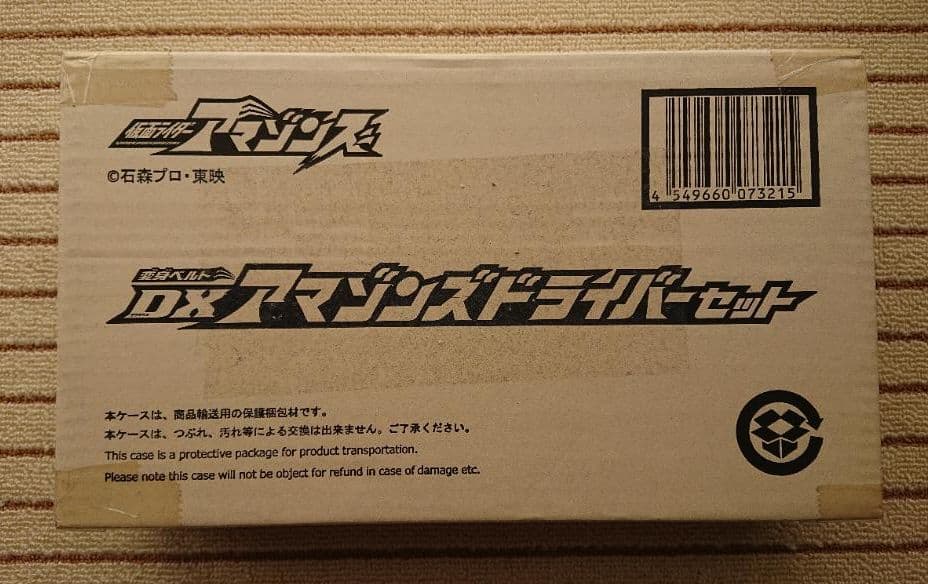 仮面ライダー
アマゾンズ
©石森プロ・東映
4 549660 073215
変身ベルト
DXアマゾンズドライバーセット
本ケースは、商品輸送用の保護梱包材です。
本ケースは、つぶれ、汚れ等による交換は出来ません。ご了承ください。
This case is a protective package for product transportation.
Please note this case will not be object for refund in case of damage etc.